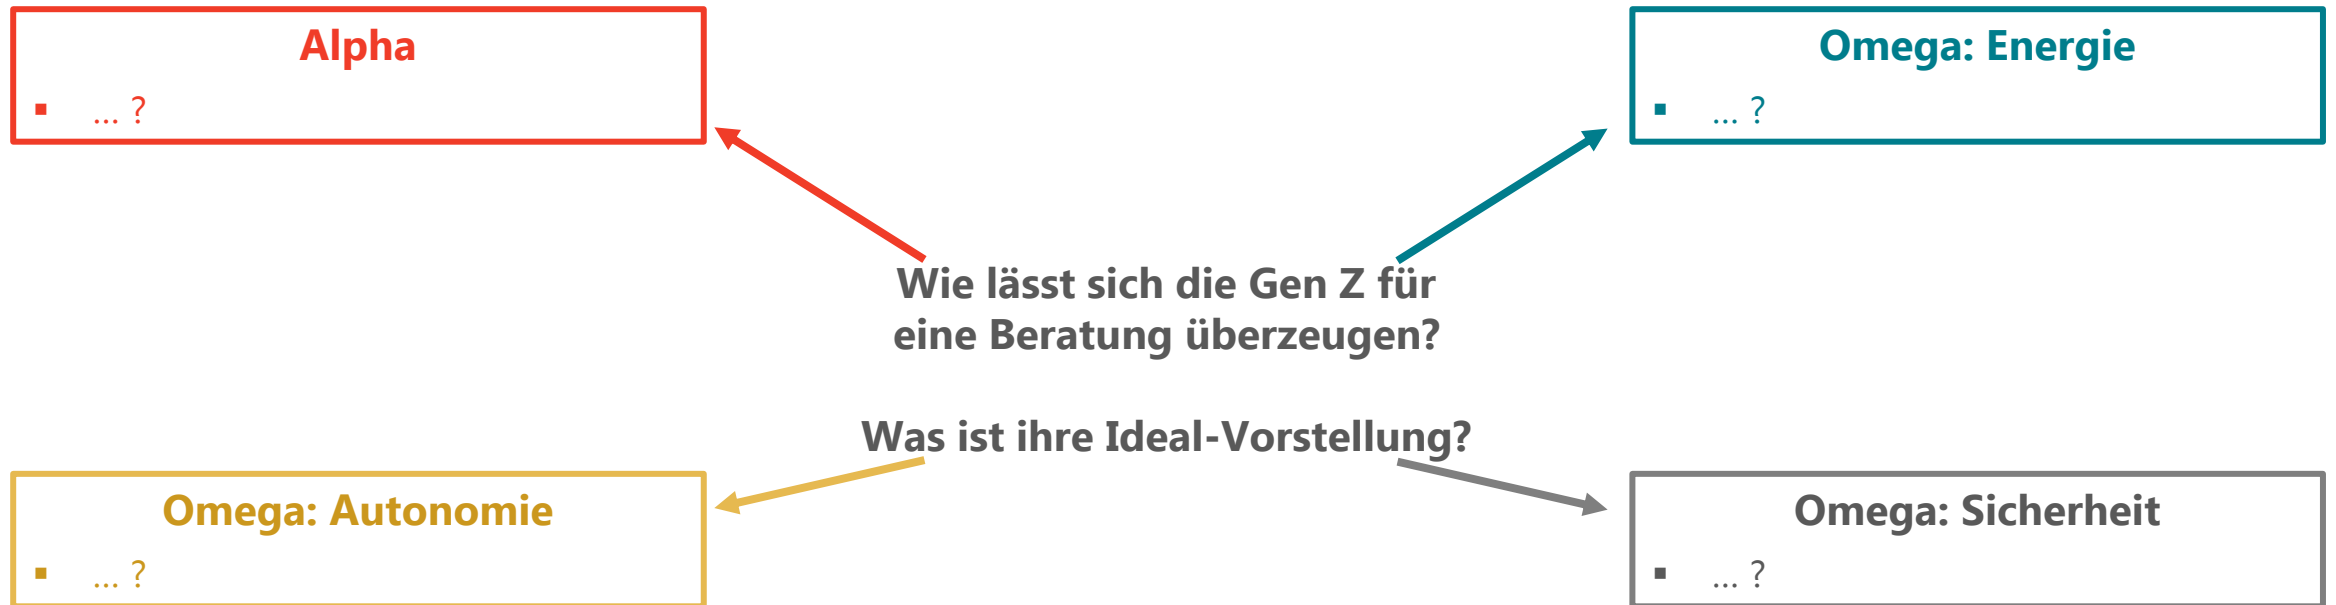 Alpha
▪ ... ?
Omega: Energie
▪ ... ?
Wie lässt sich die Gen Z für
eine Beratung überzeugen?
Was ist ihre Ideal-Vorstellung?
Omega: Autonomie
▪ ... ?
Omega: Sicherheit
▪ ... ?